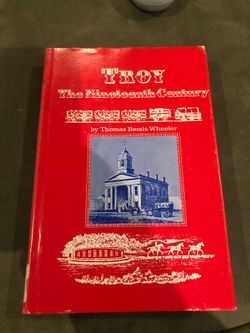 TROY
The Nineteenth Century
by Thomas Bemis Wheeler